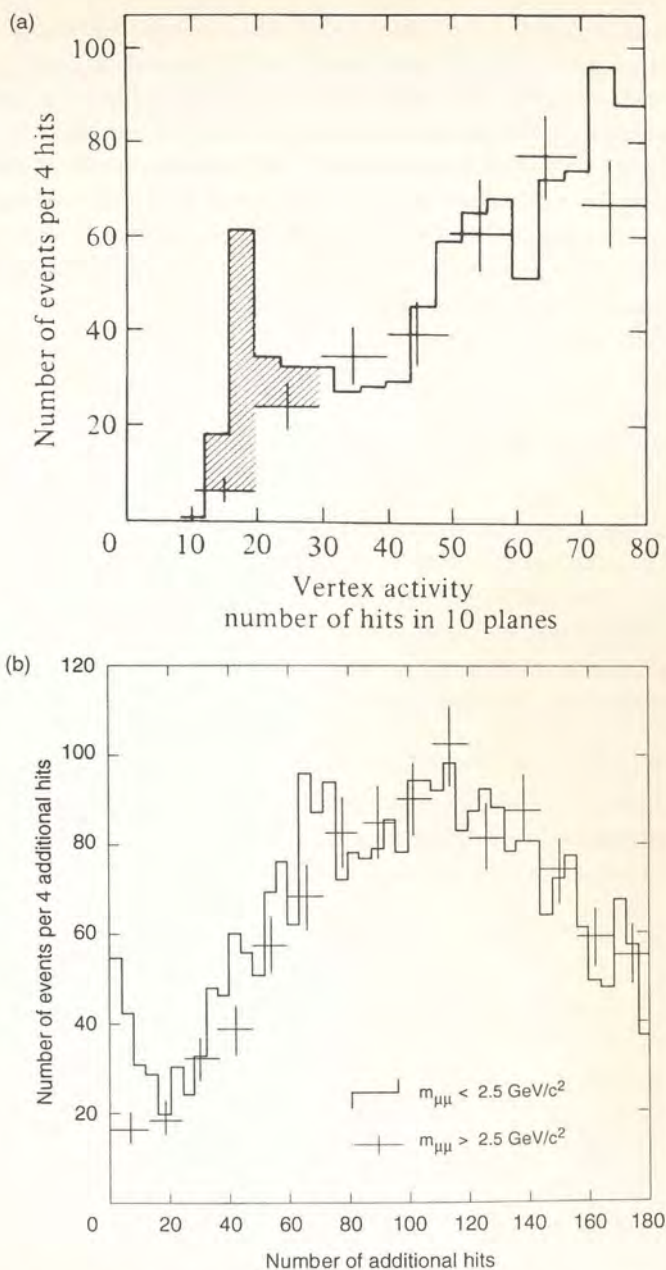 (a)
100
80
60
40
20
0
10 20 30 40 50 60 70 80
Number of events per 4 hits
Vertex activity
number of hits in 10 planes
(b)
120
100
80
60
40
20
0
20 40 60 80 100 120 140 160 180
Number of events per 4 additional hits
m μμ < 2.5 GeV/c²
m μμ > 2.5 GeV/c²
Number of additional hits